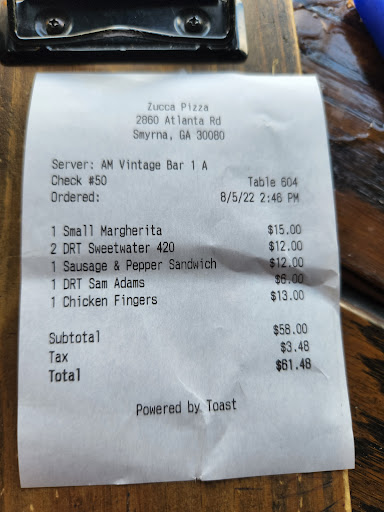 Zucca Pizza
2860 Atlanta Rd
Smyrna, GA 30080
Server: AM Vintage Bar 1 A
Check #50 Table 604
Ordered: 8/5/22 2:46 PM
1 Small Margherita $15.00
2 DRT Sweetwater 420 $12.00
1 Sausage & Pepper Sandwich $12.00
1 DRT Sam Adams $6.00
1 Chicken Fingers $13.00
Subtotal $58.00
Tax $3.48
Total $61.48
Powered by Toast